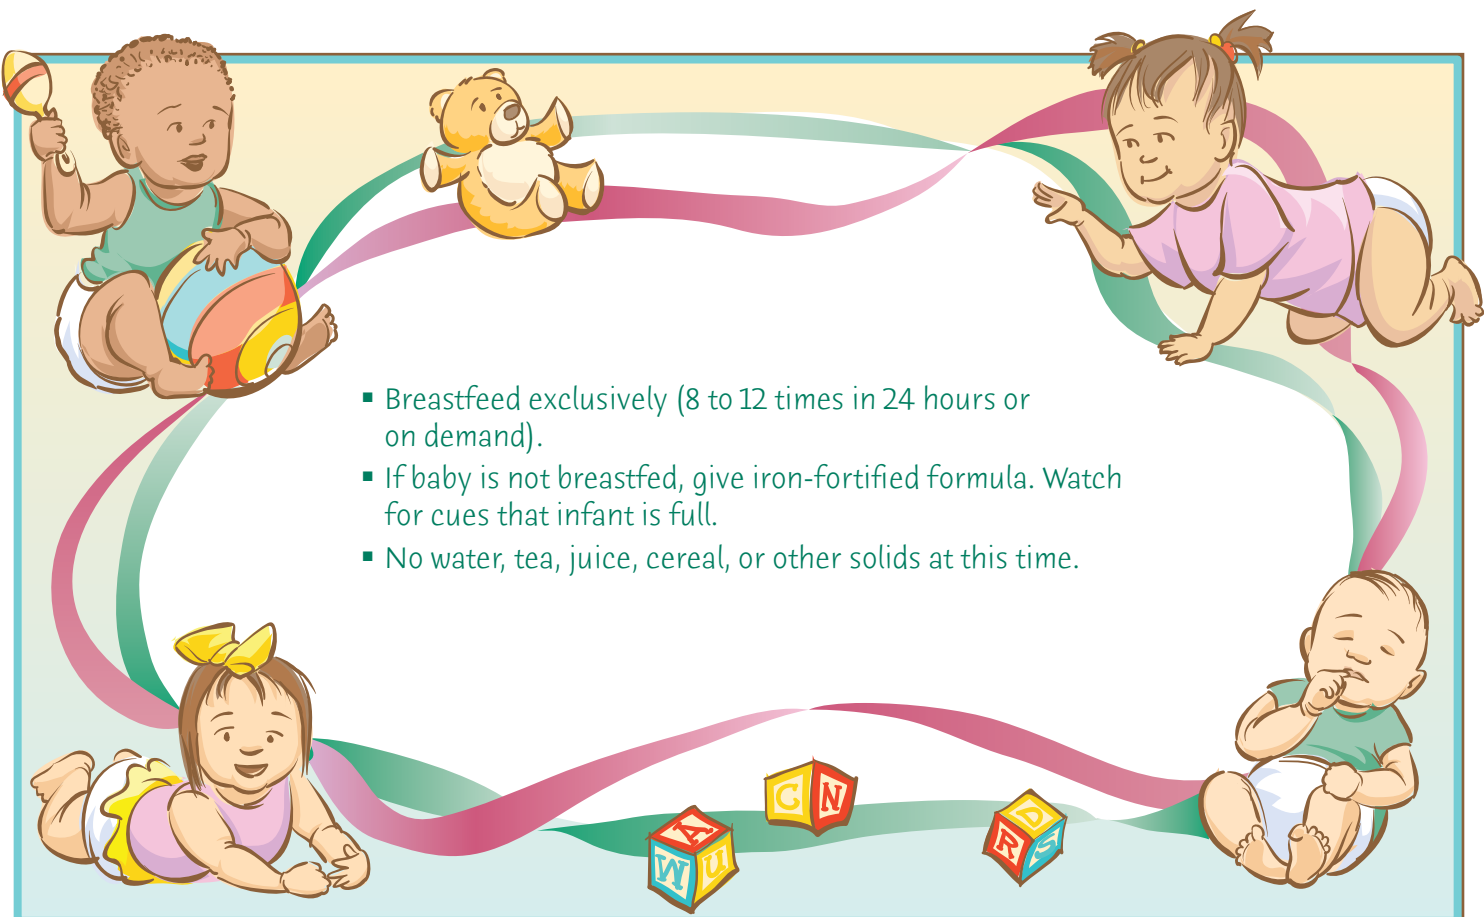 ▪ Breastfeed exclusively (8 to 12 times in 24 hours or
on demand).
▪ If baby is not breastfed, give iron-fortified formula. Watch
for cues that infant is full.
▪ No water, tea, juice, cereal, or other solids at this time.
C N
A
W U
D
R S